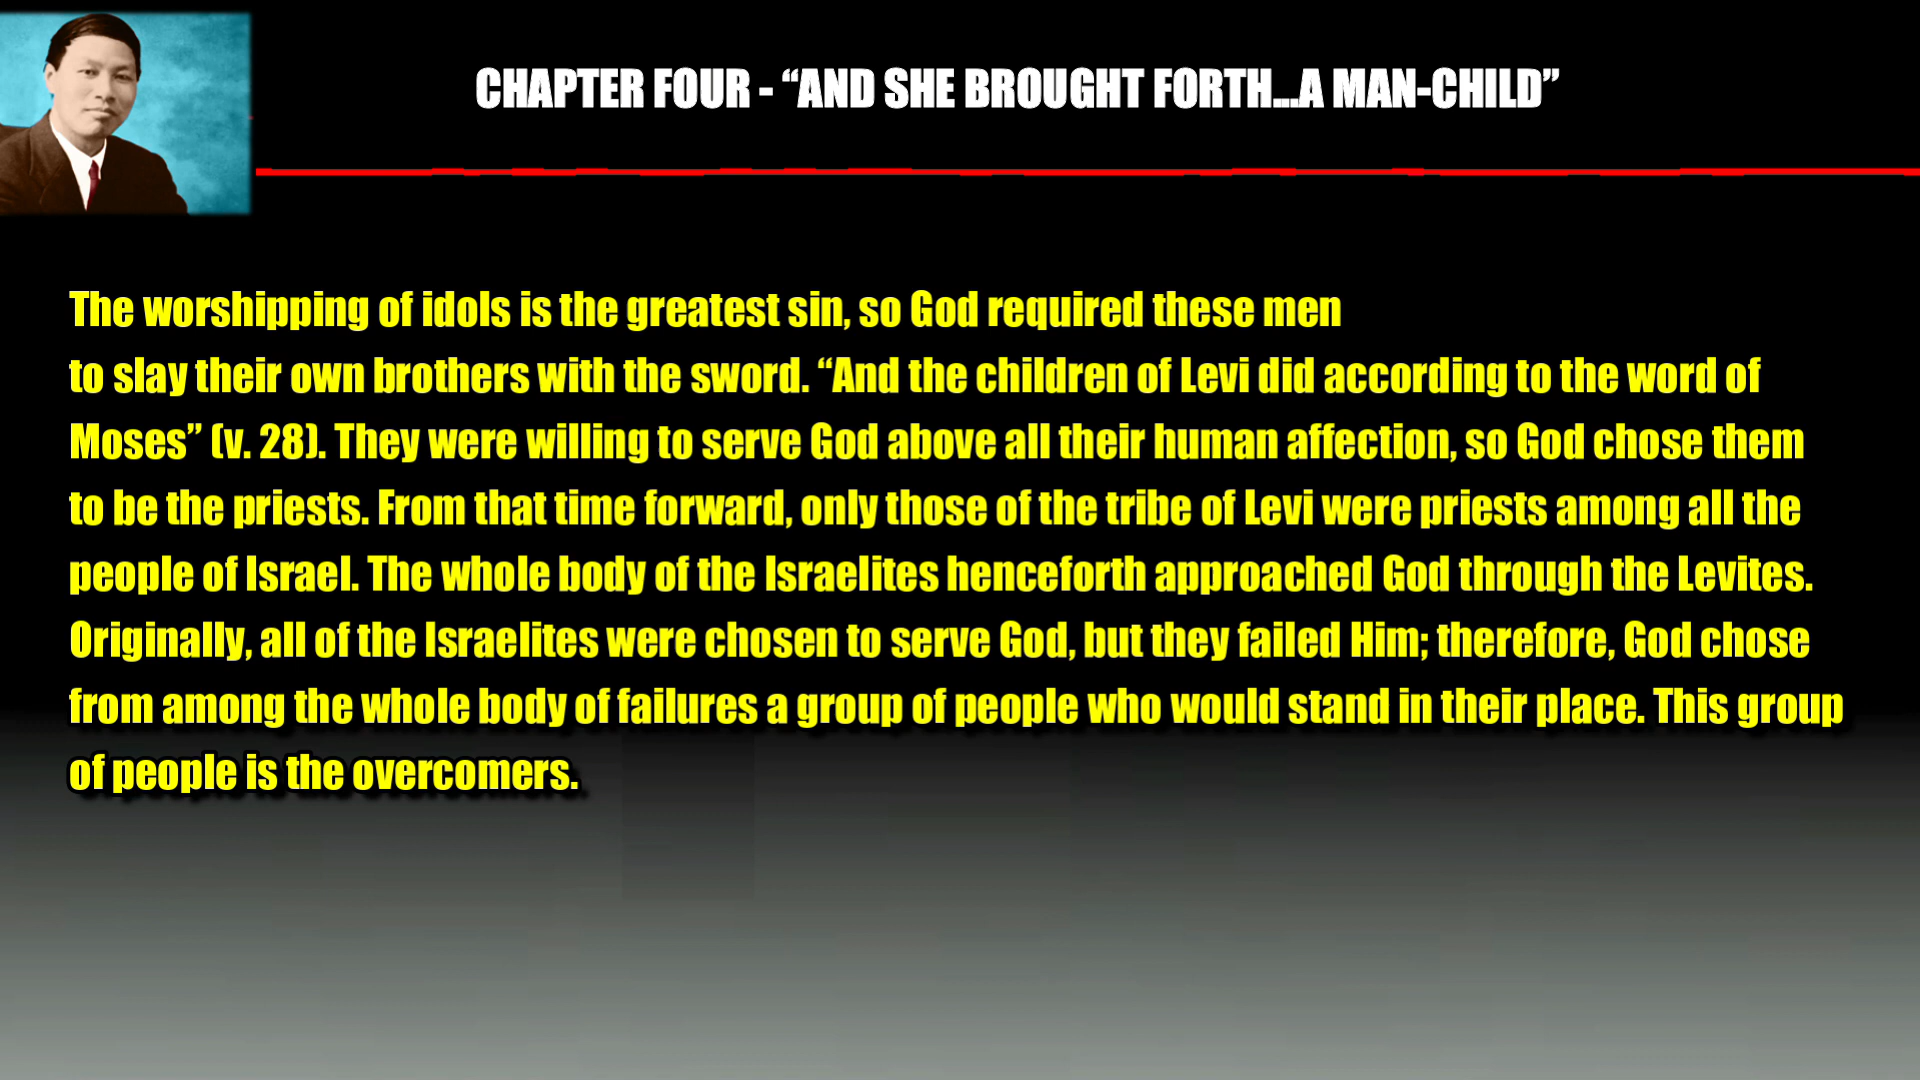 CHAPTER FOUR - “AND SHE BROUGHT FORTH...A MAN-CHILD”
The worshipping of idols is the greatest sin, so God required these men
to slay their own brothers with the sword. “And the children of Levi did according to the word of
Moses” (v. 28). They were willing to serve God above all their human affection, so God chose them
to be the priests. From that time forward, only those of the tribe of Levi were priests among all the
people of Israel. The whole body of the Israelites henceforth approached God through the Levites.
Originally, all of the Israelites were chosen to serve God, but they failed Him; therefore, God chose
from among the whole body of failures a group of people who would stand in their place. This group
of people is the overcomers.